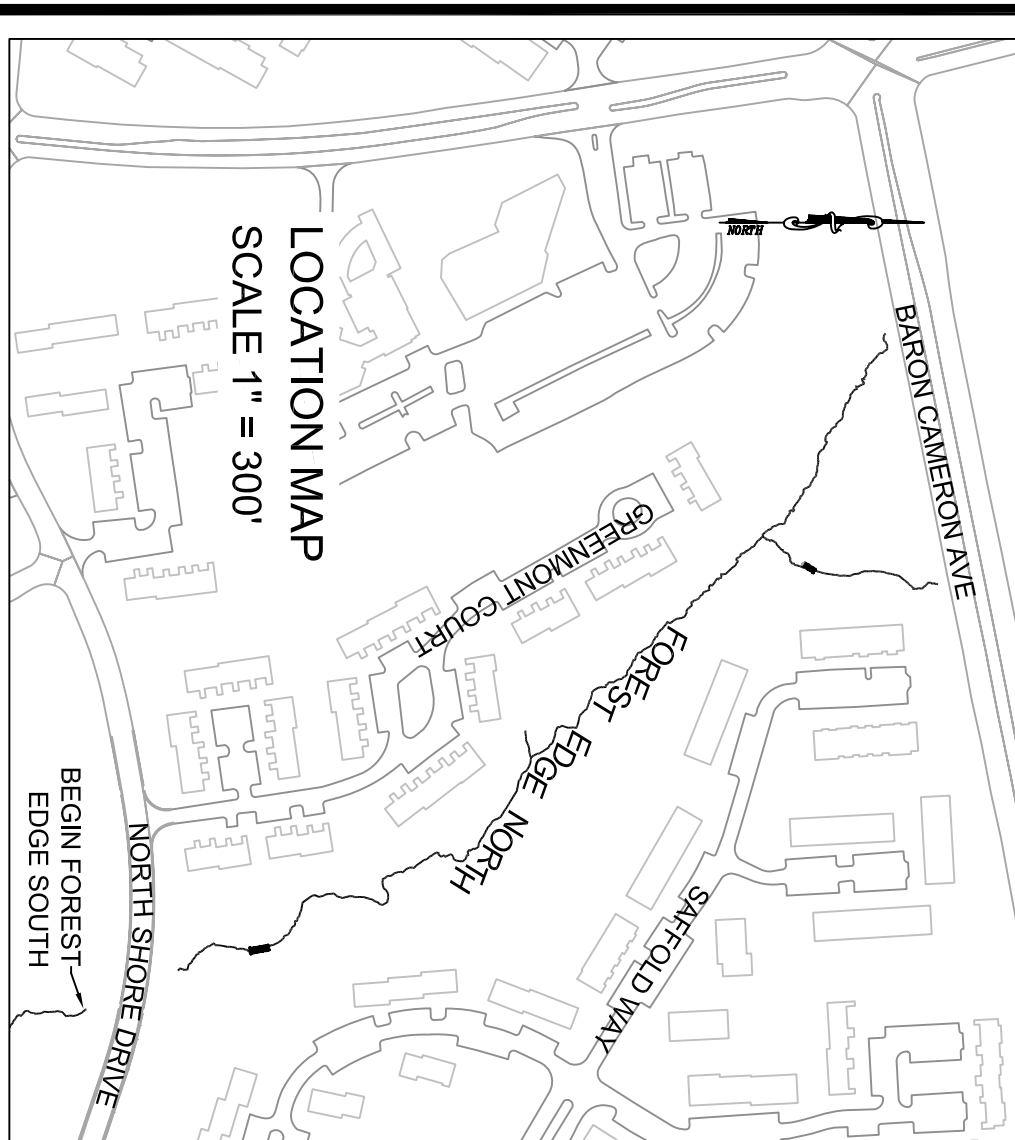 LOCATION MAP
SCALE 1" = 300'
NORTH
BARON CAMERON AVE
GREENMONT COURT
FOREST EDGE NORTH
SAFFOLD WAY
NORTH SHORE DRIVE
BEGIN FOREST
EDGE SOUTH